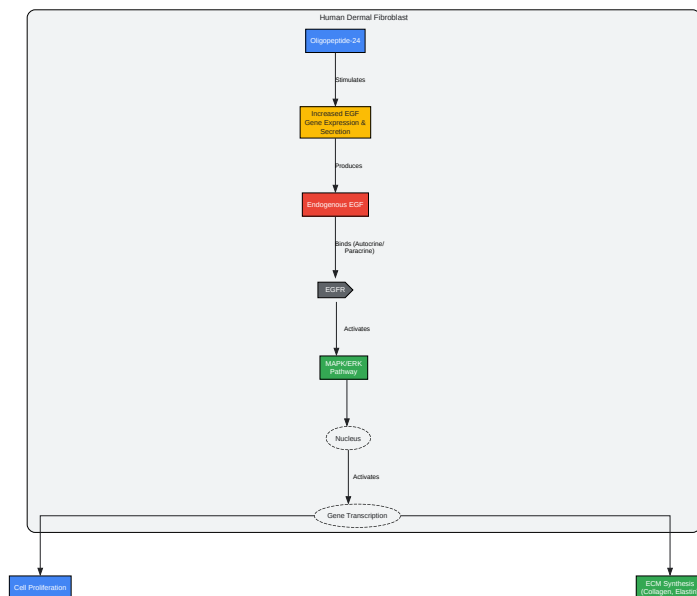 Human Dermal Fibroblast
Oligopeptide-24
Stimulates
Increased EGF
Gene Expression &
Secretion
Produces
Endogenous EGF
Binds (Autocrine/
Paracrine)
EGFR
Activates
MAPK/ERK
Pathway
Nucleus
Activates
Gene Transcription
Cell Proliferation
ECM Synthesis
(Collagen, Elastin